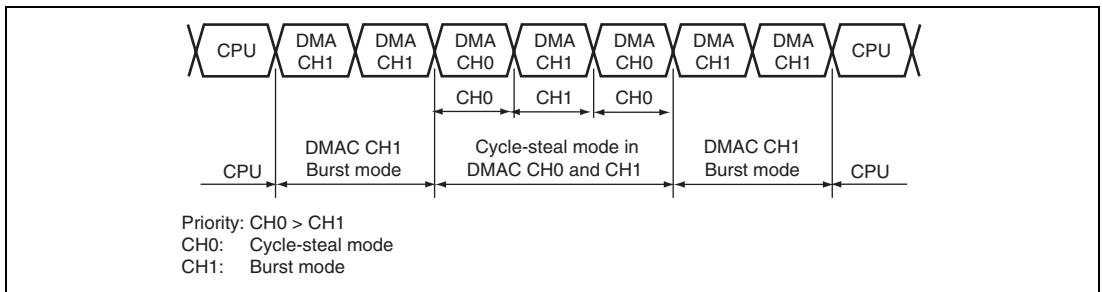 CPU DMA CH1 DMA CH1 DMA CH0 DMA CH1 DMA CH0 DMA CH1 DMA CH1 CPU
CH0 CH1 CH0
CPU DMAC CH1 Burst mode Cycle-steal mode in DMAC CH0 and CH1 DMAC CH1 Burst mode CPU
Priority: CH0 > CH1
CH0: Cycle-steal mode
CH1: Burst mode